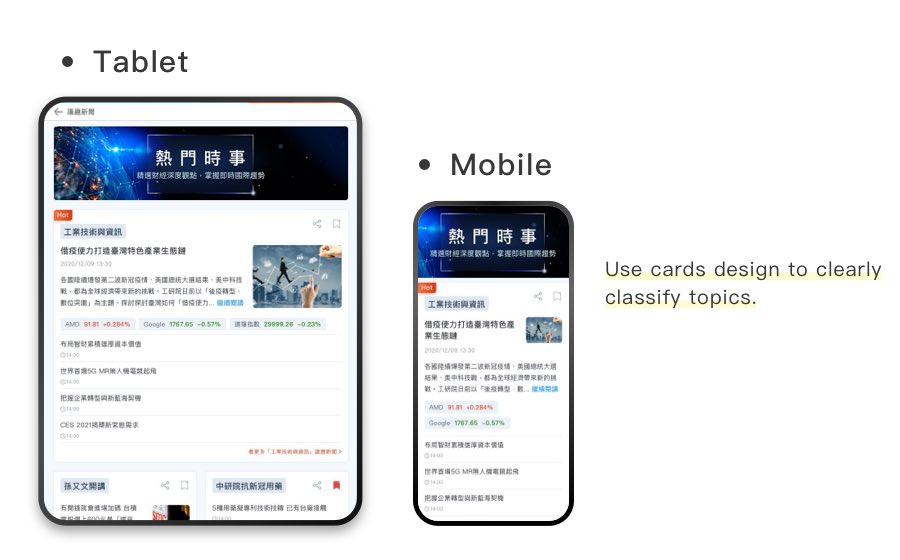 • Tablet
← 議題新聞
熱門時事
精選財經深度觀點，掌握即時國際趨勢
Hot
工業技術與資訊
借疫使力打造臺灣特色產業生態鏈
2020/12/09 13:30
各國陸續爆發第二波新冠疫情、美國總統大選結果、美中科技
戰，都為全球經濟帶來新的挑戰。工研院日前以「後疫轉型．
數位突圍」為主題，探討探討臺灣如何「借疫使力... 繼續閱讀
AMD 91.81 +0.284% Google 1767.65 −0.57% 道瓊指數 29999.26 −0.23%
布局智財累積雄厚資本價值
14:00
世界首場5G MR無人機電競起飛
14:00
把握企業轉型與新藍海契機
14:00
CES 2021揭櫫新常態需求
14:00
看更多「工業技術與資訊」議題新聞 >
孫又文開講
有開錢就會進場加碼 台積
中研院抗新冠用藥
5種用藥擬專利技術技轉 已有台廠接觸
14:00
• Mobile
熱門時事
精選財經深度觀點，掌握即時國際趨勢
Hot
工業技術與資訊
借疫使力打造臺灣特色產
業生態鏈
2020/12/09 13:30
各國陸續爆發第二波新冠疫情、美國總統大選
結果、美中科技戰，都為全球經濟帶來新的挑
戰。工研院日前以「後疫轉型．數... 繼續閱讀
AMD 91.81 +0.284%
Google 1767.65 −0.57%
布局智財累積雄厚資本價值
14:00
世界首場5G MR無人機電競起飛
14:00
把握企業轉型與新藍海契機
14:00
Use cards design to clearly
classify topics.